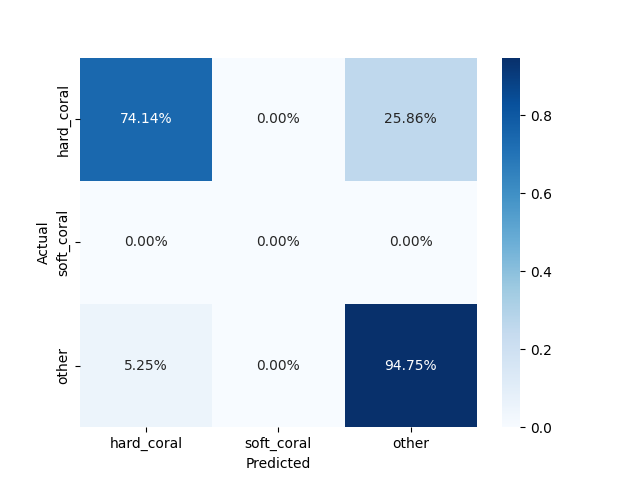 hard_coral
74.14%
0.00%
25.86%
Actual
soft_coral
0.00%
0.00%
0.00%
other
5.25%
0.00%
94.75%
hard_coral
soft_coral
other
Predicted
0.8
0.6
0.4
0.2
0.0